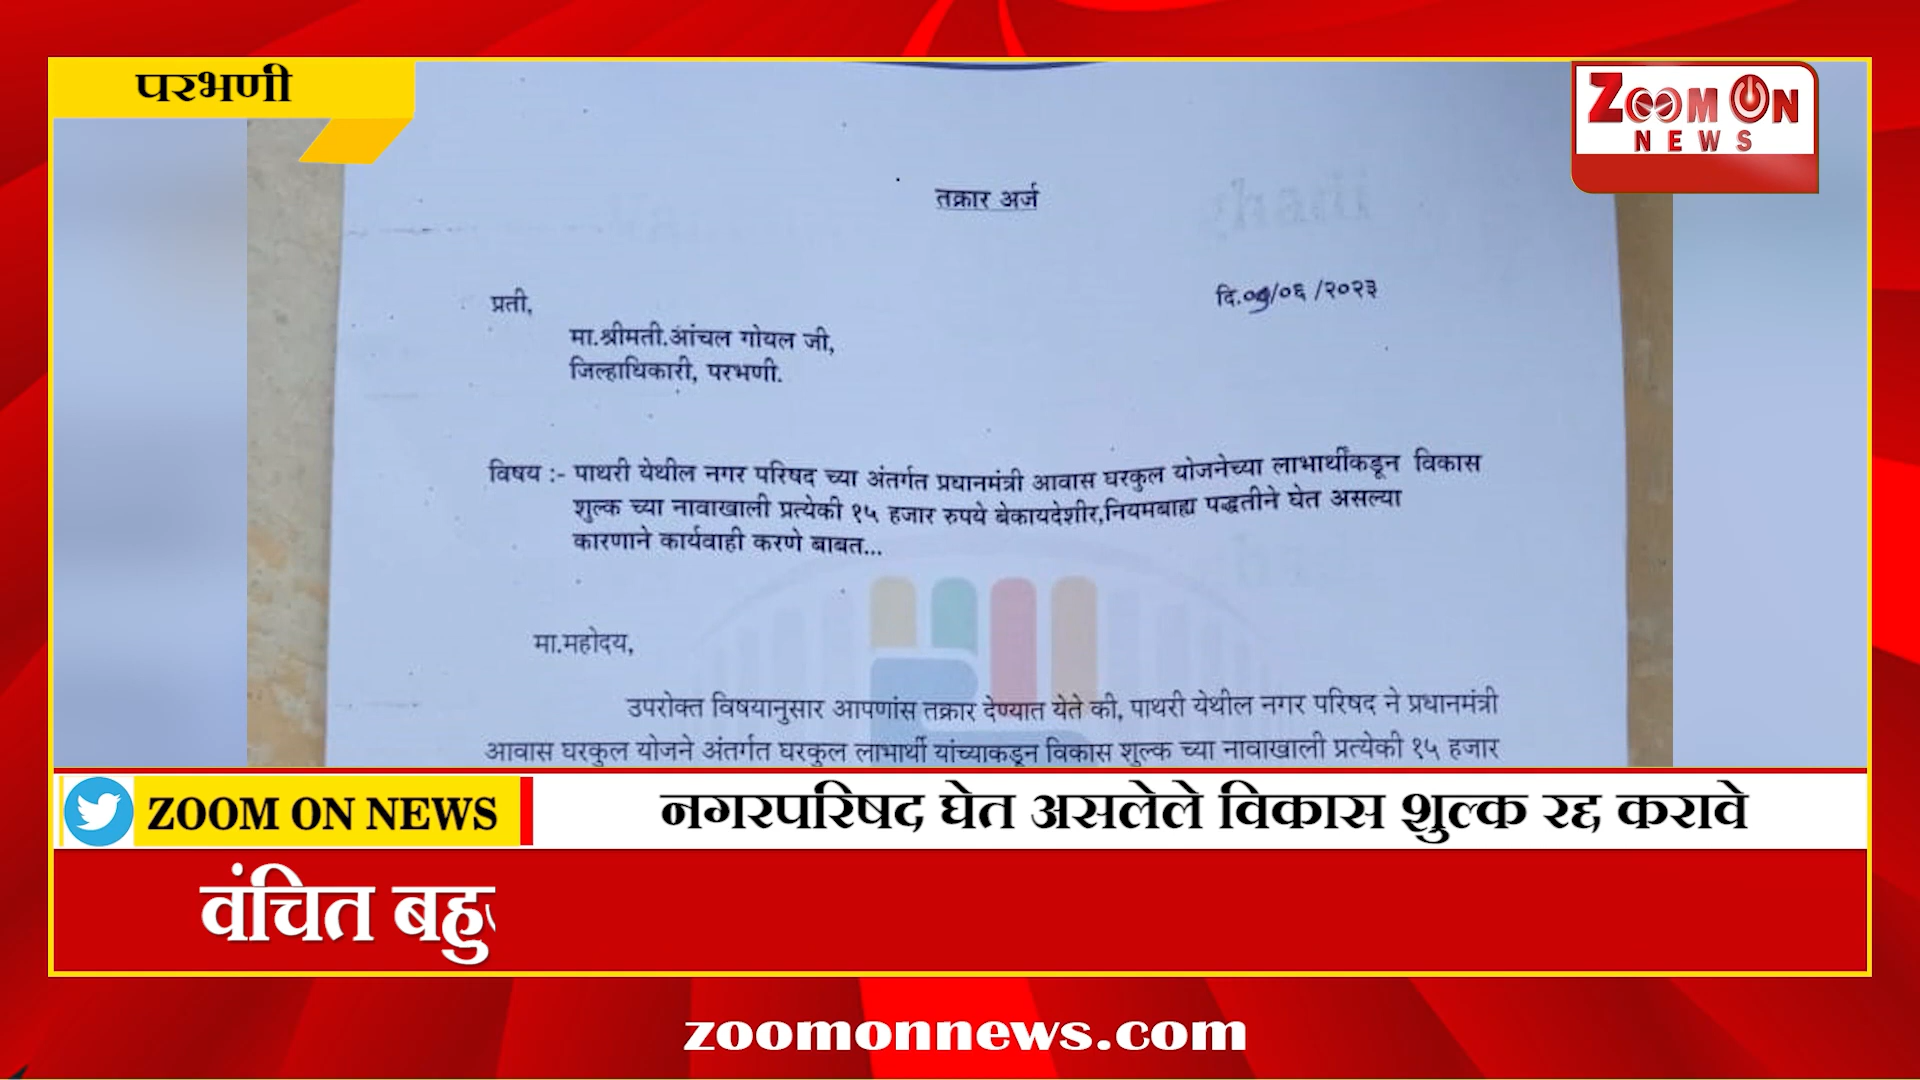 परभणी
ZOOM ON
NEWS
तक्रार अर्ज
प्रती,
दि.०९/०६ /२०२३
मा.श्रीमती.आंचल गोयल जी,
जिल्हाधिकारी, परभणी.
विषय :- पाथरी येथील नगर परिषद च्या अंतर्गत प्रधानमंत्री आवास घरकुल योजनेच्या लाभार्थींकडून विकास
शुल्क च्या नावाखाली प्रत्येकी १५ हजार रुपये बेकायदेशीर,नियमबाह्य पद्धतीने घेत असल्या
कारणाने कार्यवाही करणे बाबत...
मा.महोदय,
उपरोक्त विषयानुसार आपणांस तक्रार देण्यात येते की, पाथरी येथील नगर परिषद ने प्रधानमंत्री
आवास घरकुल योजने अंतर्गत घरकुल लाभार्थी यांच्याकडून विकास शुल्क च्या नावाखाली प्रत्येकी १५ हजार
ZOOM ON NEWS
नगरपरिषद घेत असलेले विकास शुल्क रद्द करावे
वंचित बहु
zoomonnews.com